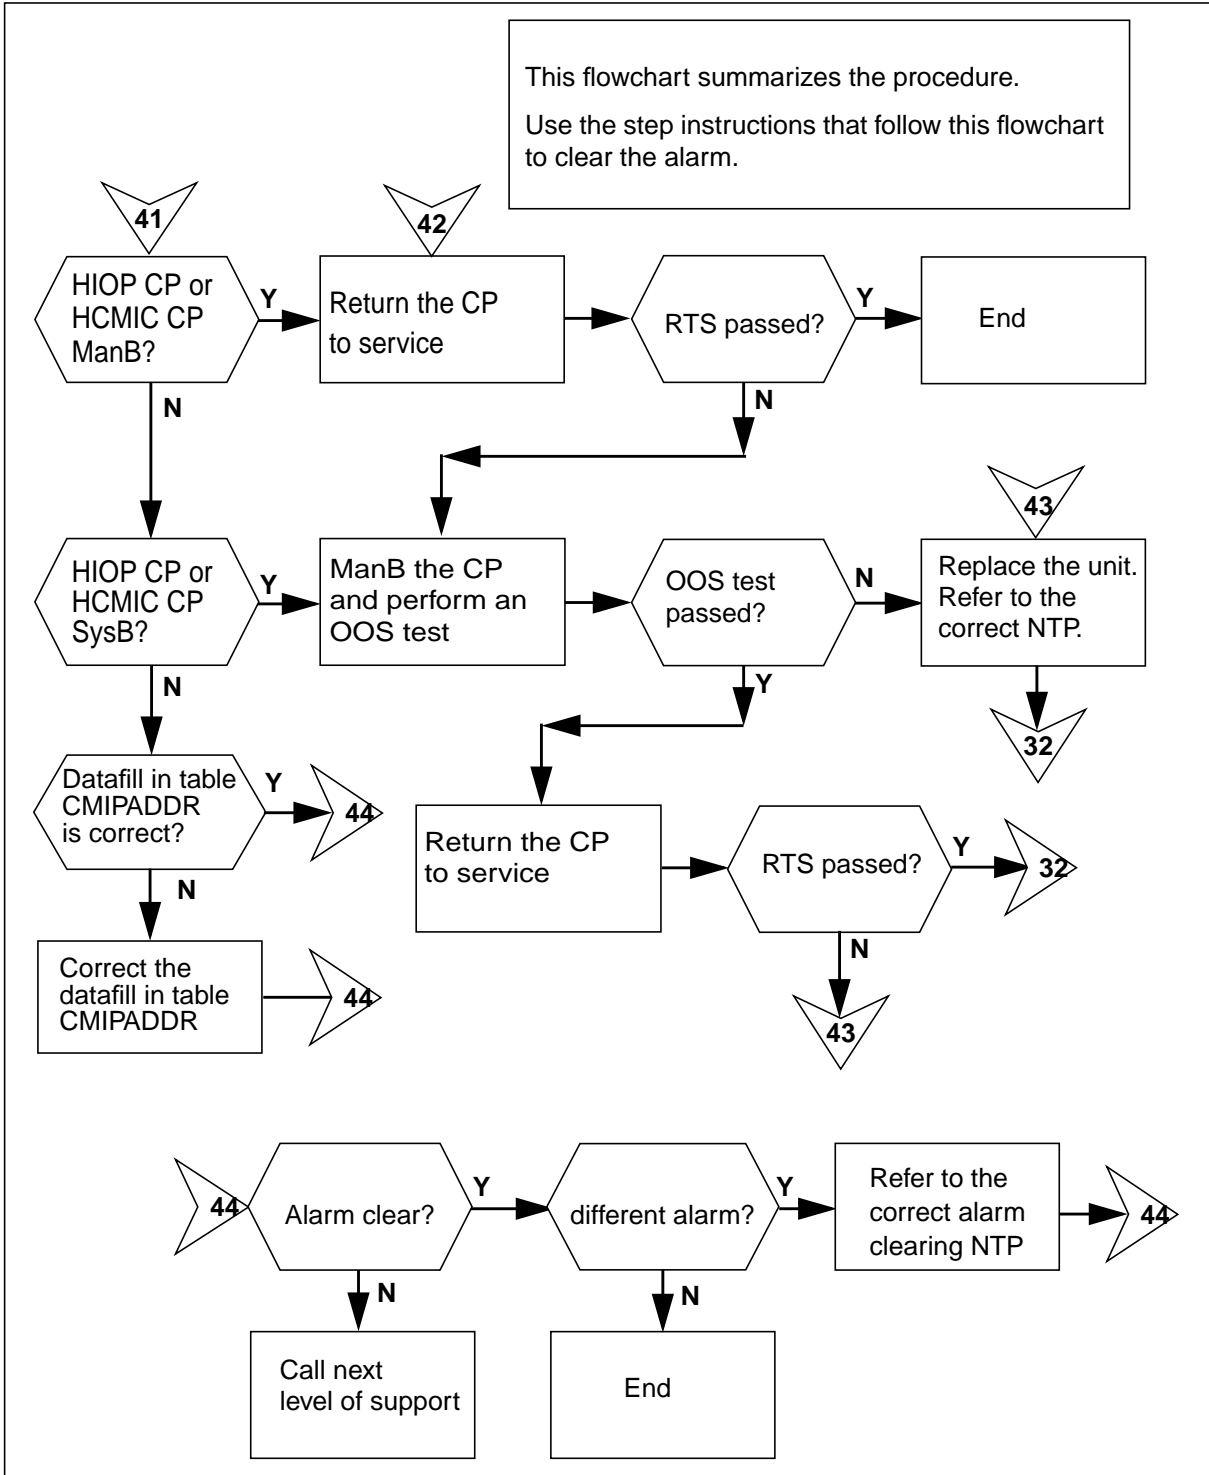 This flowchart summarizes the procedure.
Use the step instructions that follow this flowchart
to clear the alarm.
41
42
HIOP CP or
HCMIC CP
ManB?
Y
Return the CP
to service
RTS passed?
Y
End
N
N
43
HIOP CP or
HCMIC CP
SysB?
Y
ManB the CP
and perform an
OOS test
OOS test
passed?
N
Replace the unit.
Refer to the
correct NTP.
N
Y
32
Datafill in table
CMIPADDR
is correct?
Y
44
Return the CP
to service
RTS passed?
Y
32
N
N
Correct the
datafill in table
CMIPADDR
44
43
44
Alarm clear?
Y
different alarm?
Y
Refer to the
correct alarm
clearing NTP
44
N
N
Call next
level of support
End